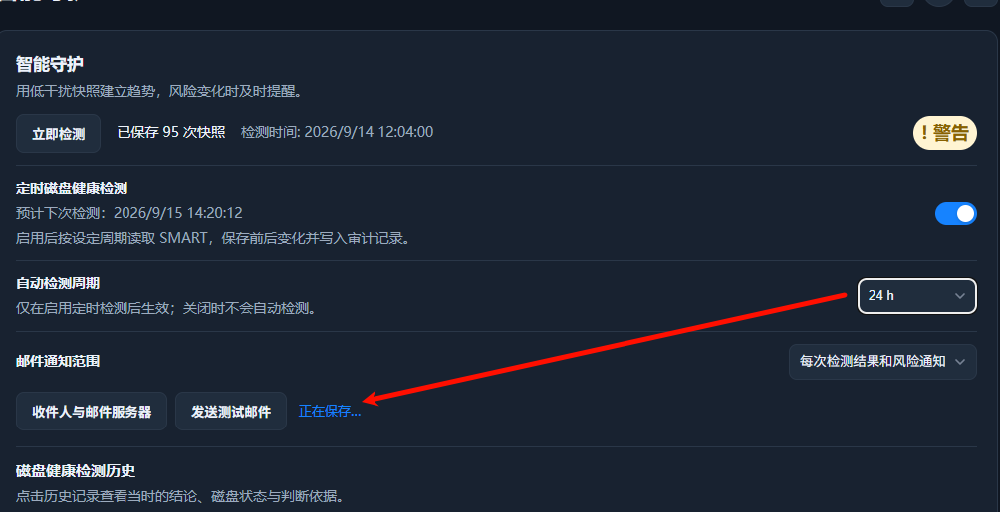 智能守护
用低干扰快照建立趋势，风险变化时及时提醒。
立即检测 已保存 95 次快照 检测时间: 2026/9/14 12:04:00 ! 警告
定时磁盘健康检测
预计下次检测：2026/9/15 14:20:12
启用后按设定周期读取 SMART，保存前后变化并写入审计记录。
自动检测周期
仅在启用定时检测后生效；关闭时不会自动检测。
24 h
邮件通知范围
每次检测结果和风险通知
收件人与邮件服务器 发送测试邮件 正在保存...
磁盘健康检测历史
点击历史记录查看当时的结论、磁盘状态与判断依据。